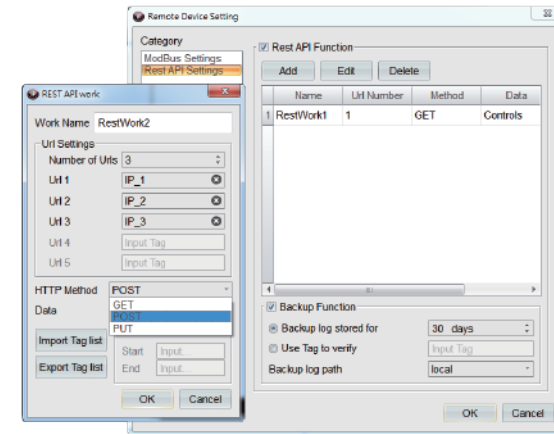 Remote Device Setting
Category
ModBus Settings
Rest API Settings
Rest API Function
Add Edit Delete
Name Url Number Method Data
1 RestWork1 1 GET Controls
Backup Function
Backup log stored for 30 days
Use Tag to verify Input Tag
Backup log path local
OK Cancel
REST API work
Work Name RestWork2
Url Settings
Number of Urls 3
Url 1 IP_1
Url 2 IP_2
Url 3 IP_3
Url 4 Input Tag
Url 5 Input Tag
HTTP Method POST
GET
POST
PUT
Data
Import Tag list
Start Input...
Export Tag list
End Input...
OK Cancel